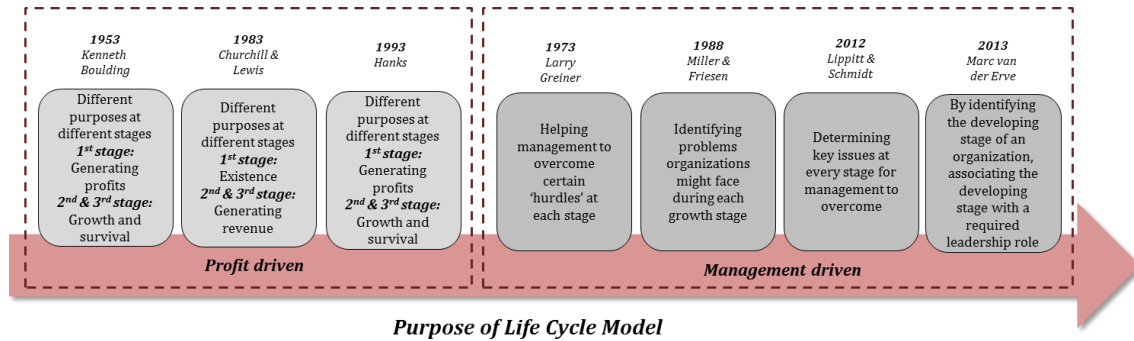 1953
Kenneth
Boulding
Different
purposes at
different stages
1st stage:
Generating
profits
2nd & 3rd stage:
Growth and
survival
1983
Churchill &
Lewis
Different
purposes at
different stages
1st stage:
Existence
2nd & 3rd stage:
Generating
revenue
1993
Hanks
Different
purposes at
different stages
1st stage:
Generating
profits
2nd & 3rd stage:
Growth and
survival
Profit driven
1973
Larry
Greiner
Helping
management to
overcome
certain
‘hurdles’ at
each stage
1988
Miller &
Friesen
Identifying
problems
organizations
might face
during each
growth stage
2012
Lippitt &
Schmidt
Determining
key issues at
every stage for
management to
overcome
2013
Marc van
der Erve
By identifying
the developing
stage of an
organization,
associating the
developing
stage with a
required
leadership role
Management driven
Purpose of Life Cycle Model